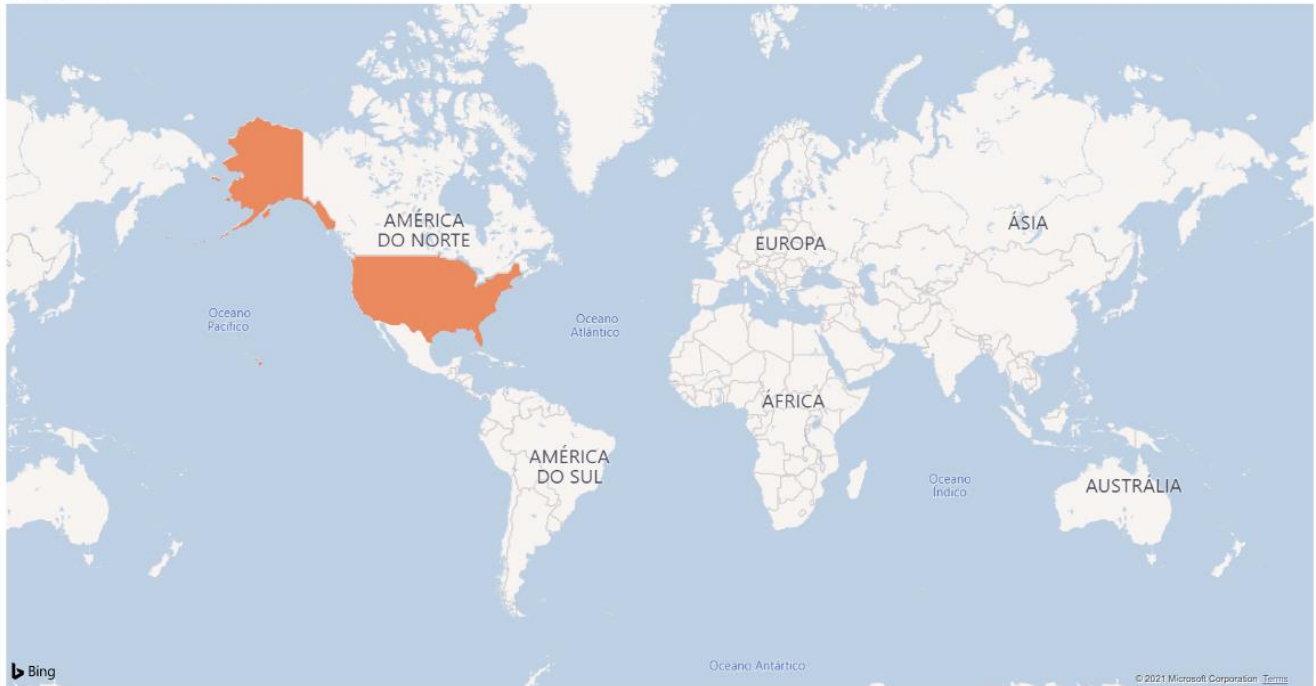 AMÉRICA
DO NORTE
EUROPA
ÁSIA
Oceano
Pacífico
Oceano
Atlántico
ÁFRICA
AMÉRICA
DO SUL
Oceano
Índico
AUSTRÁLIA
Oceano Antártico
Bing
© 2021 Microsoft Corporation Terms